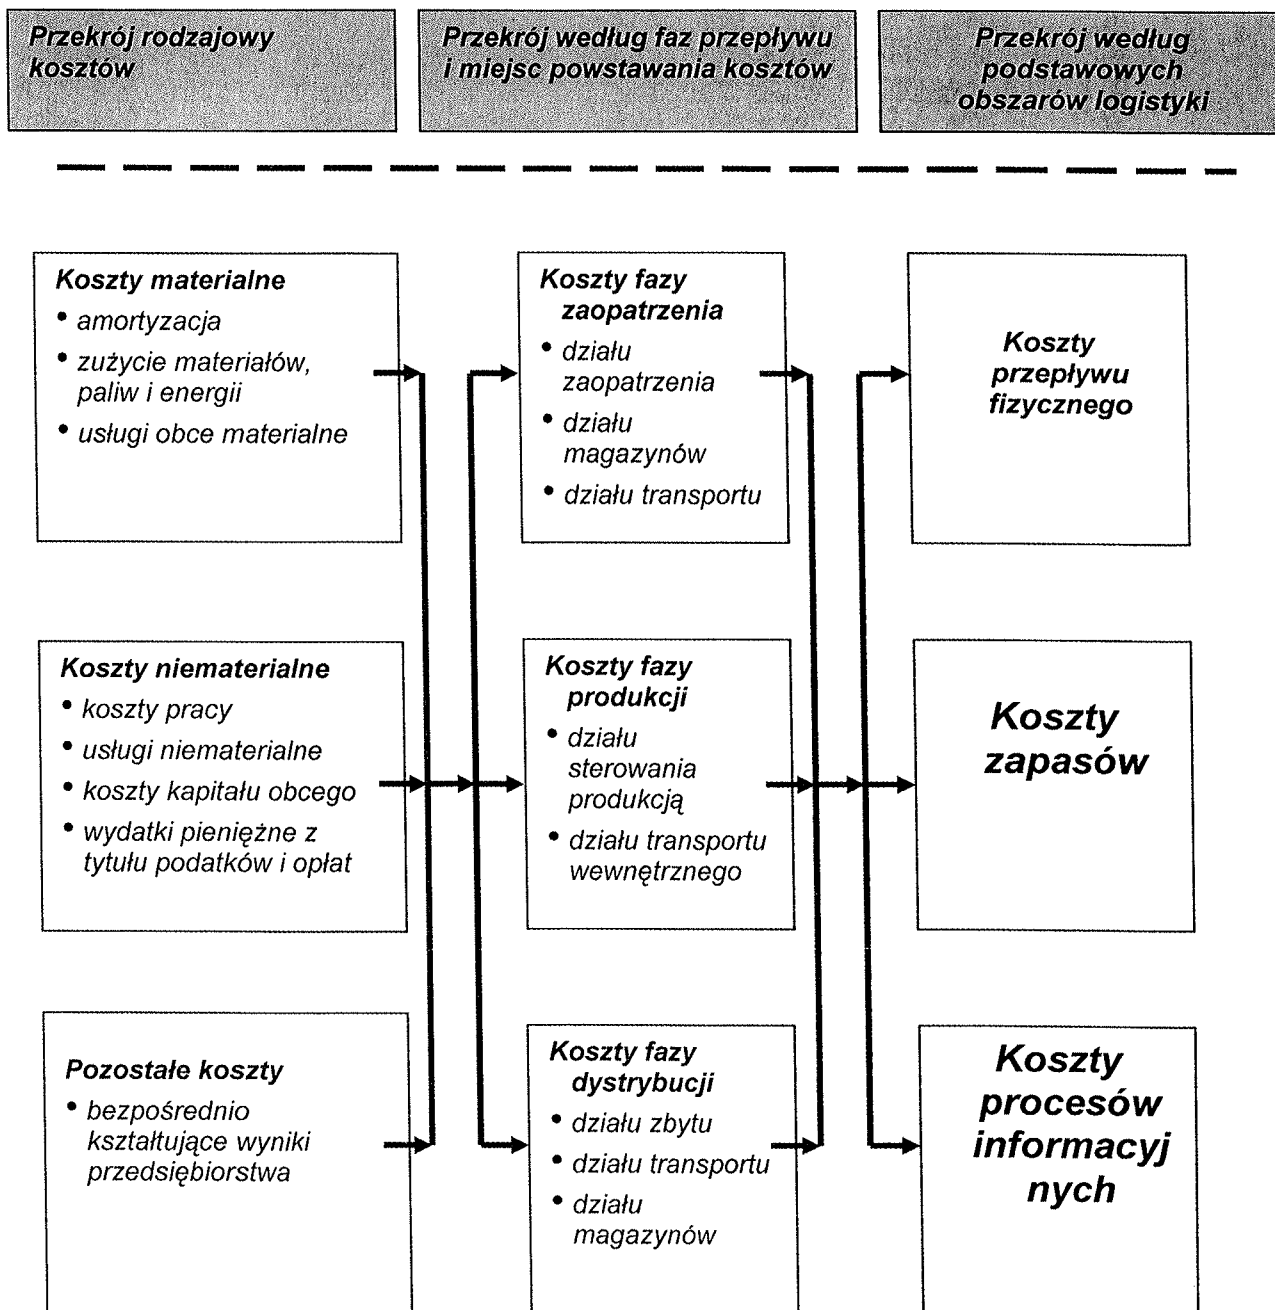 Przekrój rodzajowy
kosztów
Przekrój według faz przepływu
i miejsc powstawania kosztów
Przekrój według
podstawowych
obszarów logistyki
Koszty materialne
• amortyzacja
• zużycie materiałów,
paliw i energii
• usługi obce materialne
Koszty fazy
zaopatrzenia
• działu
zaopatrzenia
• działu
magazynów
• działu transportu
Koszty
przepływu
fizycznego
Koszty niematerialne
• koszty pracy
• usługi niematerialne
• koszty kapitału obcego
• wydatki pieniężne z
tytułu podatków i opłat
Koszty fazy
produkcji
• działu
sterowania
produkcją
• działu transportu
wewnętrznego
Koszty
zapasów
Pozostałe koszty
• bezpośrednio
kształtujące wyniki
przedsiębiorstwa
Koszty fazy
dystrybucji
• działu zbytu
• działu transportu
• działu
magazynów
Koszty
procesów
informacyj
nych